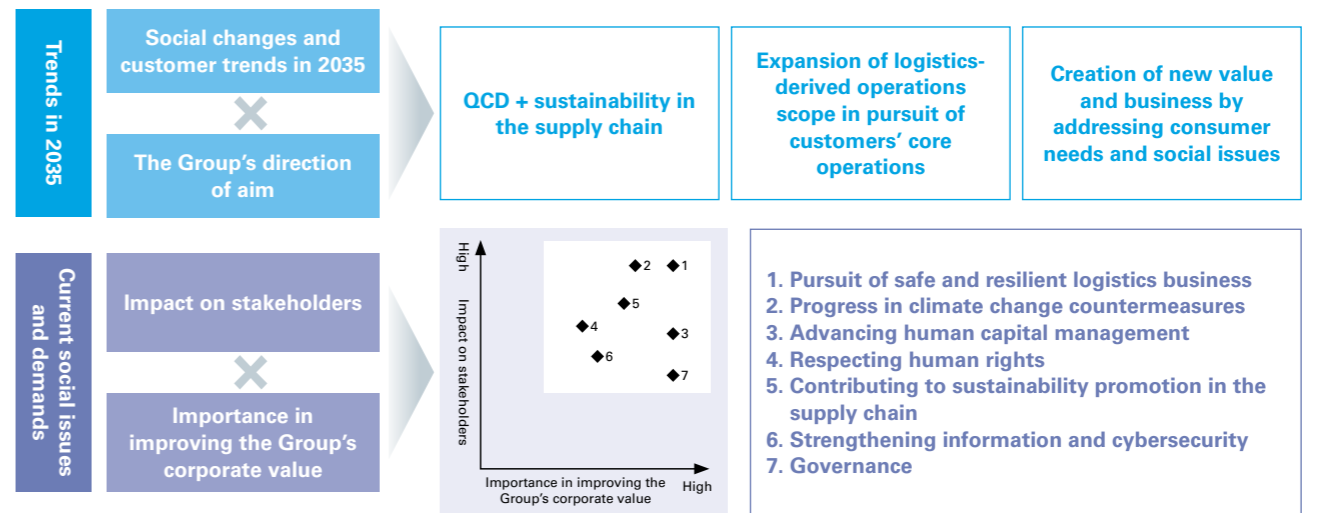 Trends in 2035
Social changes and
customer trends in 2035
The Group's direction
of aim
QCD + sustainability in
the supply chain
Expansion of logistics-
derived operations
scope in pursuit of
customers' core
operations
Creation of new value
and business by
addressing consumer
needs and social issues
Current social issues
and demands
Impact on stakeholders
Importance in
improving the Group's
corporate value
High
Impact on stakeholders
2
1
5
4
3
6
7
Importance in improving the
Group's corporate value
High
1. Pursuit of safe and resilient logistics business
2. Progress in climate change countermeasures
3. Advancing human capital management
4. Respecting human rights
5. Contributing to sustainability promotion in the
supply chain
6. Strengthening information and cybersecurity
7. Governance